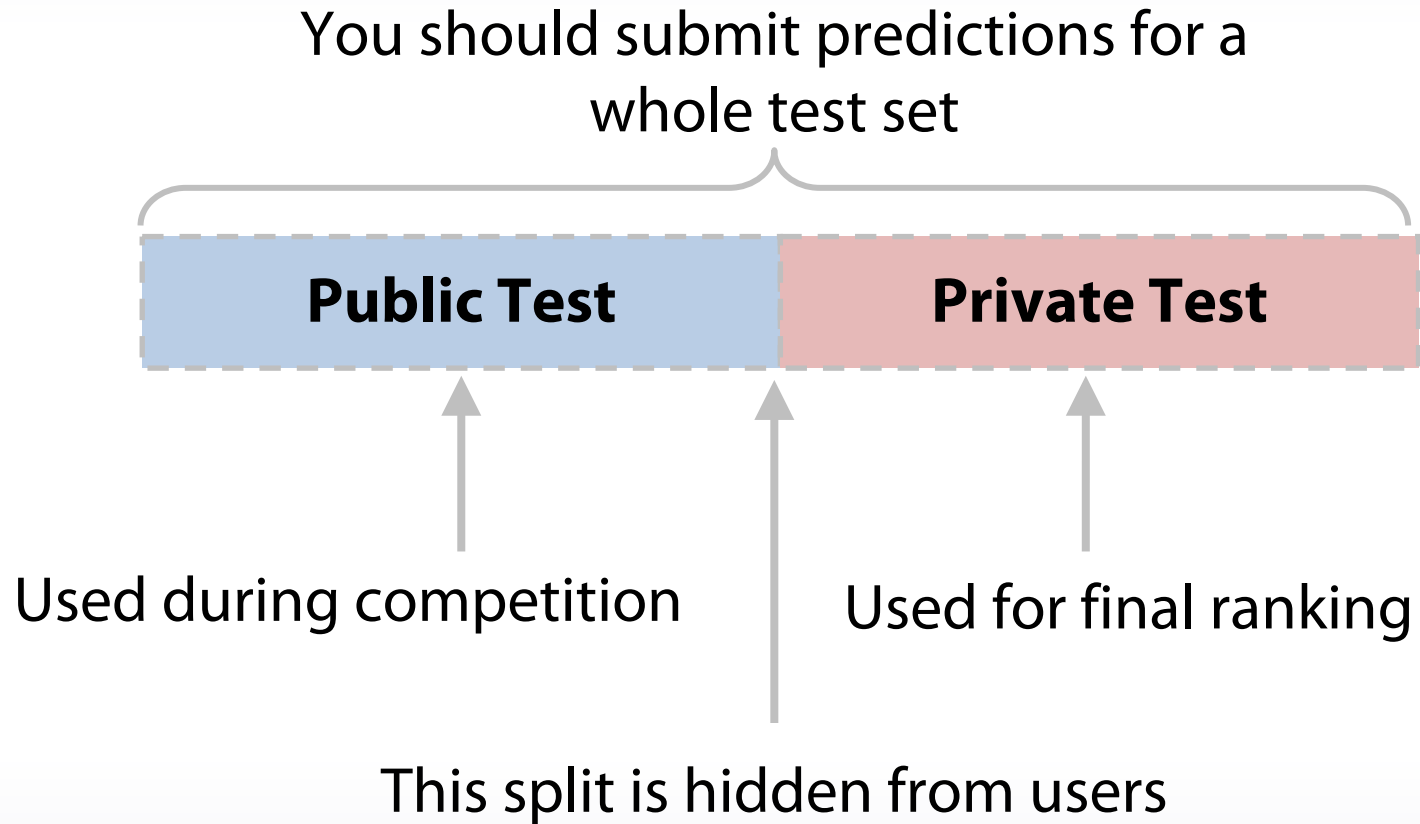 You should submit predictions for a
whole test set
Public Test
Private Test
Used during competition
Used for final ranking
This split is hidden from users